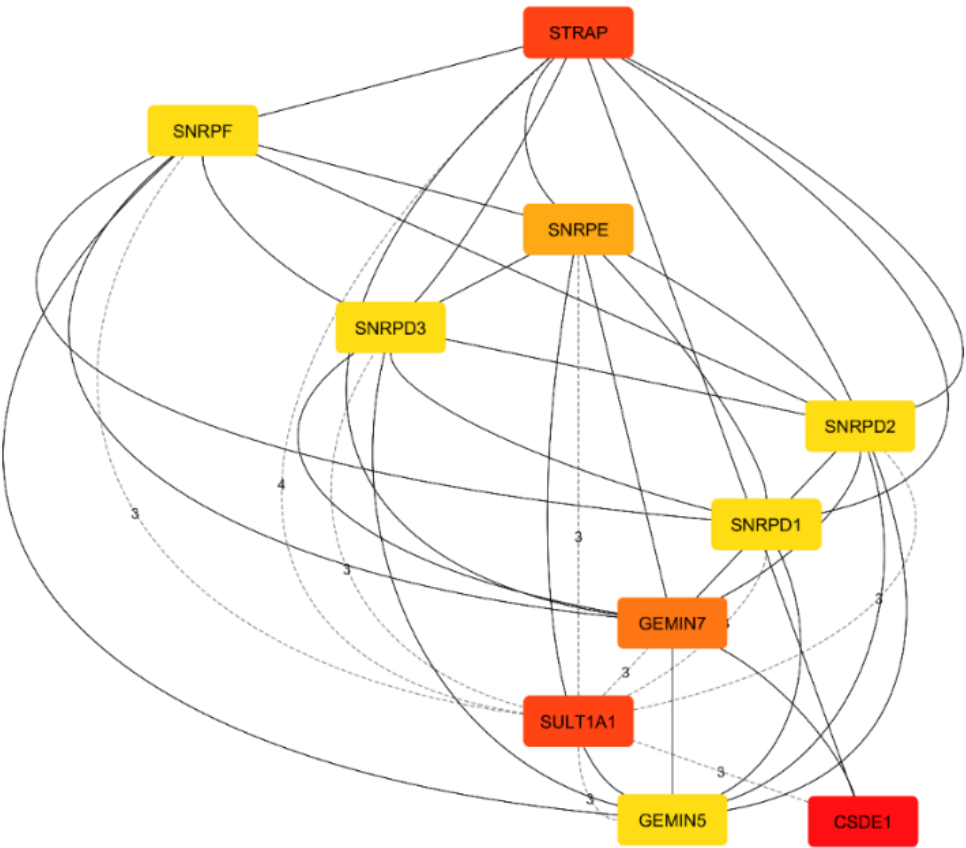 STRAP
SNRPF
SNRPE
SNRPD3
SNRPD2
4
3
SNRPD1
3
3
3
GEMIN7
3
SULT1A1
3
3
GEMIN5
CSDE1